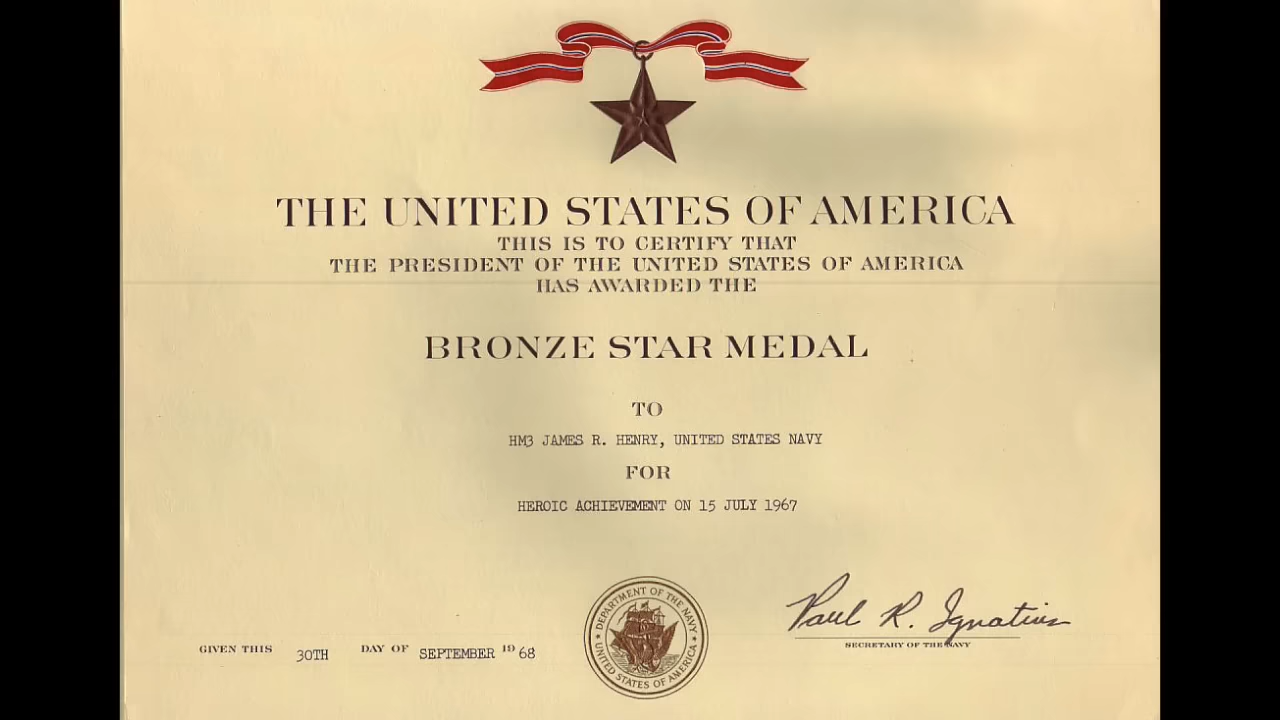 THE UNITED STATES OF AMERICA
THIS IS TO CERTIFY THAT
THE PRESIDENT OF THE UNITED STATES OF AMERICA
HAS AWARDED THE
BRONZE STAR MEDAL
TO
HM3 JAMES R. HENRY, UNITED STATES NAVY
FOR
HEROIC ACHIEVEMENT ON 15 JULY 1967
GIVEN THIS 30TH DAY OF SEPTEMBER 19 68
DEPARTMENT OF THE NAVY
UNITED STATES OF AMERICA
Paul R. Ignatius
SECRETARY OF THE NAVY